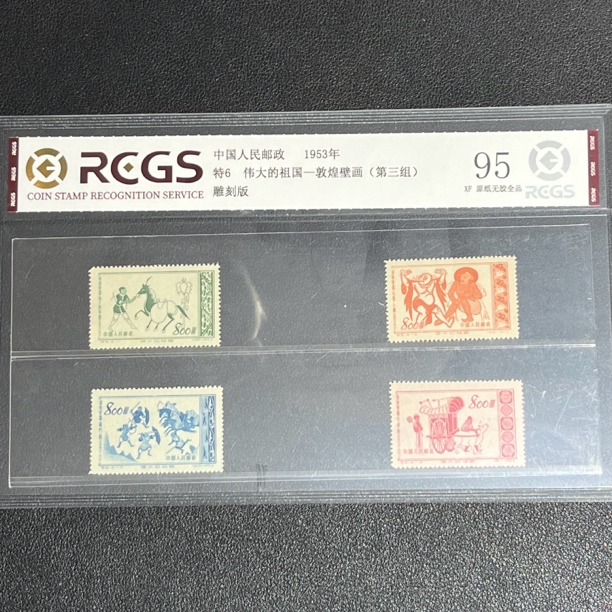 RCGS
COIN STAMP RECOGNITION SERVICE
中国人民邮政 1953年
特6 伟大的祖国—敦煌壁画(第三组)
雕刻版
95
XF 原纸无胶全品
RCGS
800圆
中国人民邮政
800圆
中国人民邮政
800圆
中国人民邮政
800圆
中国人民邮政